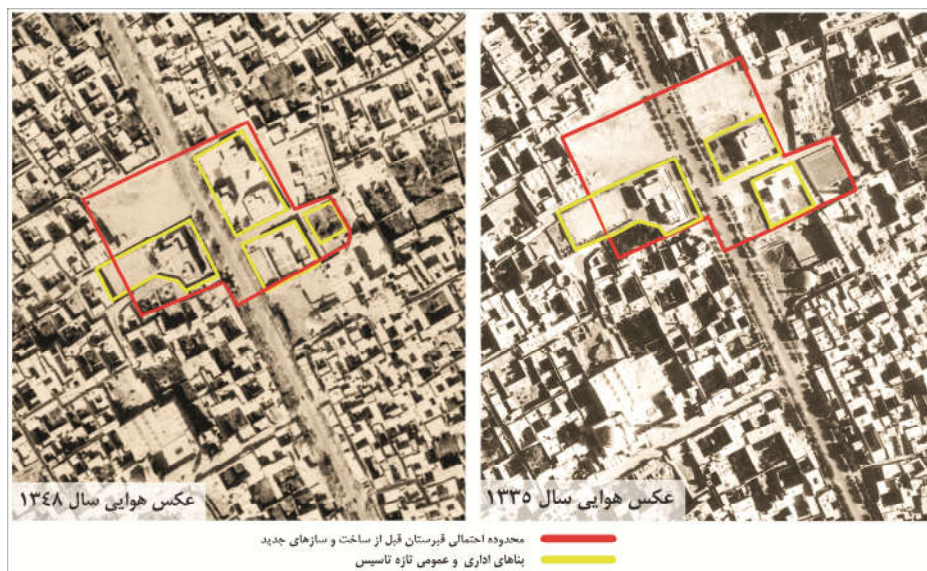 عکس هوایی سال ۱۳۳۵
عکس هوایی سال ۱۳۴۸
محدوده احتمالی قبرستان قبل از ساخت و سازهای جدید
بناهای اداری و عمومی تازه تاسیس